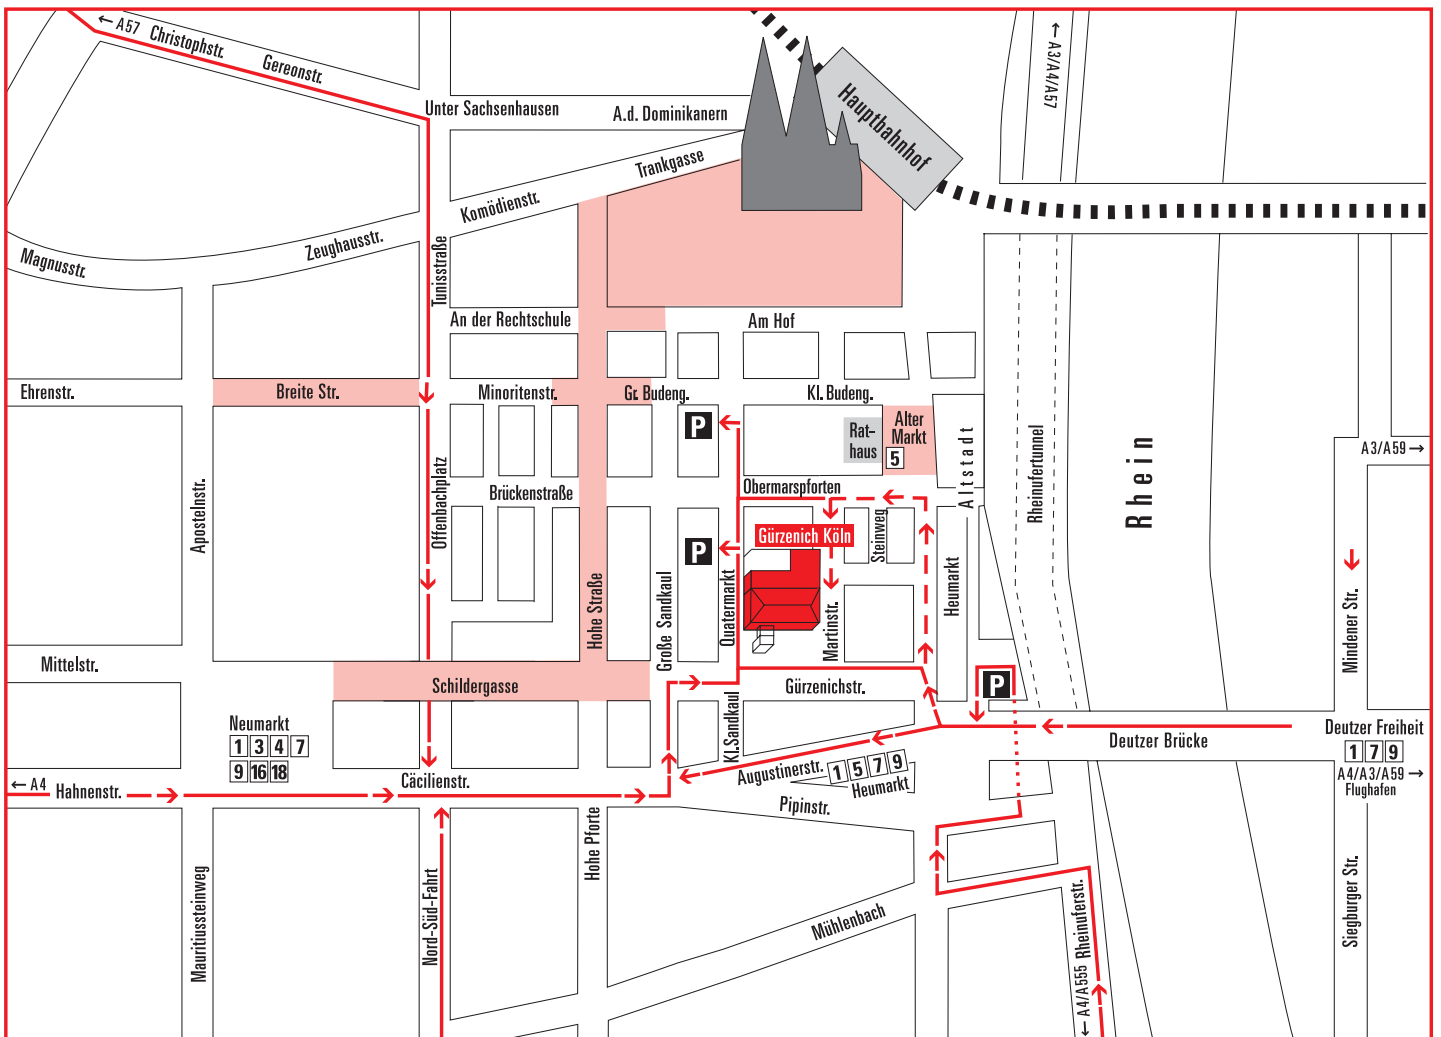 ← A57
Christophstr.
Gereonstr.
Unter Sachsenhausen
A.d. Dominikanern
Hauptbahnhof
← A3/A4/A57
Trankgasse
Komödienstr.
Zeughausstr.
Magnusstr.
Tunisstraße
An der Rechtschule
Am Hof
Ehrenstr.
Breite Str.
Minoritenstr.
Gr. Budeng.
Kl. Budeng.
P
Rat-
haus
Alter
Markt
5
Altstadt
Rheinufertunnel
Rhein
A3/A59 →
Apostelnstr.
Offenbachplatz
Brückenstraße
Obermarspforten
Gürzenich Köln
Steinweg
P
Hohe Straße
Große Sandkaul
Quatermarkt
Martinstr.
Heumarkt
Mindener Str.
Mittelstr.
Schildergasse
Gürzenichstr.
P
Neumarkt
1 3 4 7
9 16 18
Kl. Sandkaul
Deutzer Brücke
Deutzer Freiheit
1 7 9
A4/A3/A59 →
Flughafen
← A4
Hahnenstr.
Cäcilienstr.
Augustinerstr.
1 5 7 9
Heumarkt
Pipinstr.
Hohe Pforte
Mauritiussteinweg
Nord-Süd-Fahrt
Mühlenbach
← A4/A555
Rheinuferstr.
Siegburger Str.